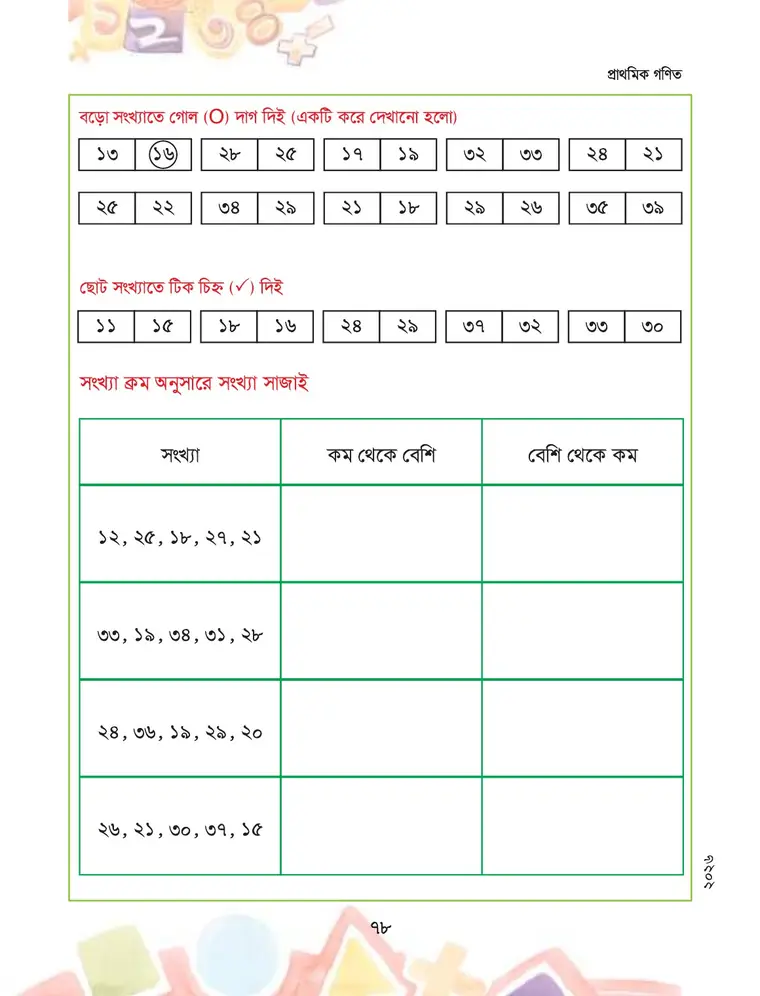 প্রাথমিক গণিত
বড়ো সংখ্যাতে গোল (O) দাগ দিই (একটি করে দেখানো হলো)
১৩ ১৬ ২৮ ২৫ ১৭ ১৯ ৩২ ৩৩ ২৪ ২১
২৫ ২২ ৩৪ ২৯ ২১ ১৮ ২৯ ২৬ ৩৫ ৩৯
ছোট সংখ্যাতে টিক চিহ্ন (✓) দিই
১১ ১৫ ১৮ ১৬ ২৪ ২৯ ৩৭ ৩২ ৩৩ ৩০
সংখ্যা ক্রম অনুসারে সংখ্যা সাজাই
সংখ্যা কম থেকে বেশি বেশি থেকে কম
১২, ২৫, ১৮, ২৭, ২১
৩৩, ১৯, ৩৪, ৩১, ২৮
২৪, ৩৬, ১৯, ২৯, ২০
২৬, ২১, ৩০, ৩৭, ১৫
২০২৬
৭৮